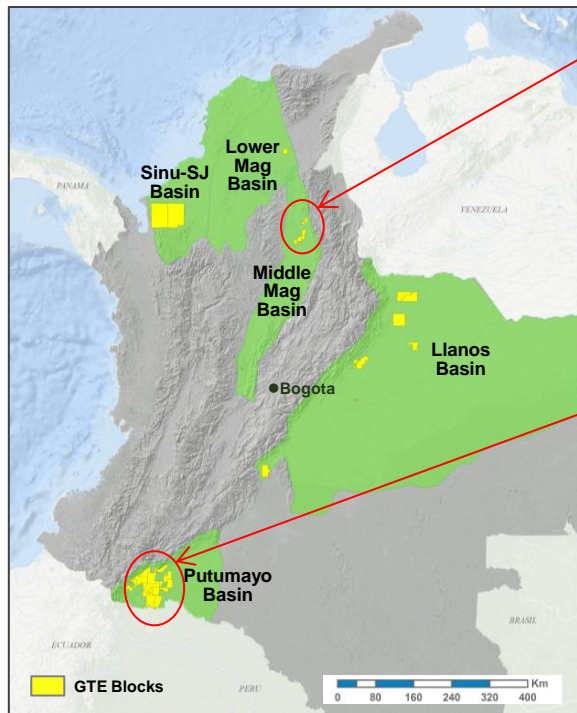 Lower
Mag
Basin
Sinu-SJ
Basin
PANAMA
VENEZUELA
Middle
Mag
Basin
Llanos
Basin
Bogota
Putumayo
Basin
ECUADOR
BRASIL
PERU
GTE Blocks
Km
0 80 160 240 320 400